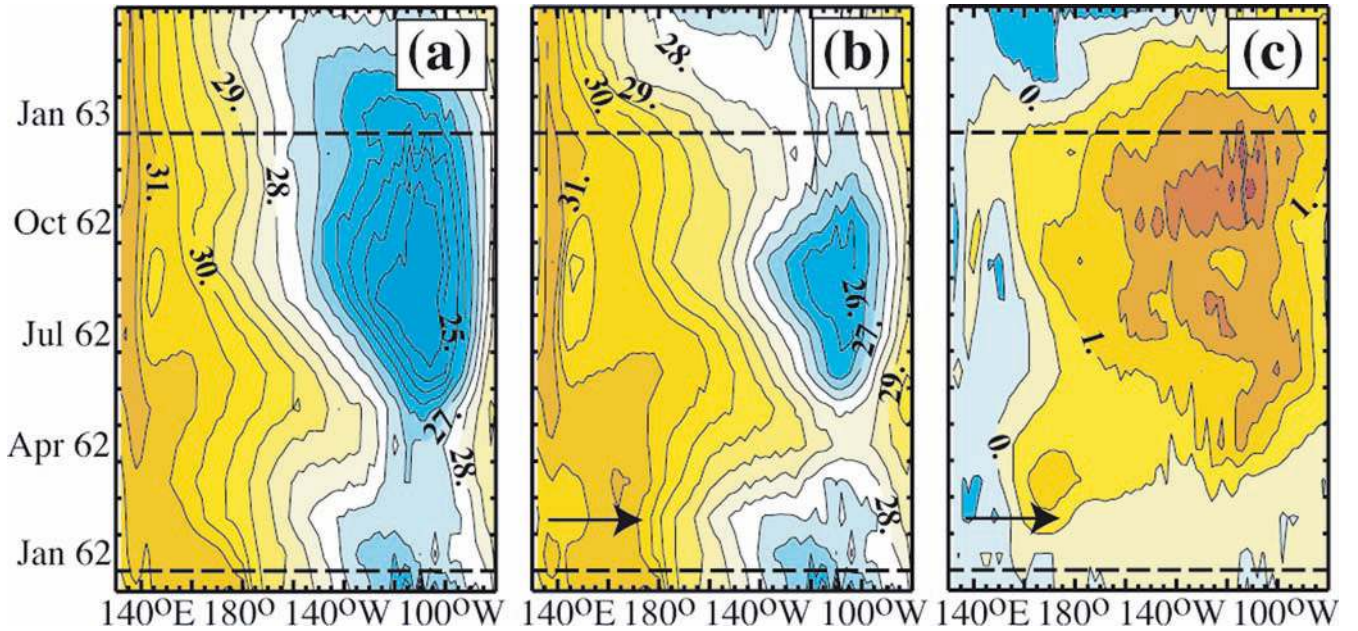 (a) (b) (c)
Jan 63
Oct 62
Jul 62
Apr 62
Jan 62
29.
31.
28.
30.
25.
27.
28.
28.
30.
29.
31.
26.
27.
29.
28.
0.
1.
1.
0.
140°E 180° 140°W 100°W 140°E 180° 140°W 100°W 140°E 180° 140°W 100°W